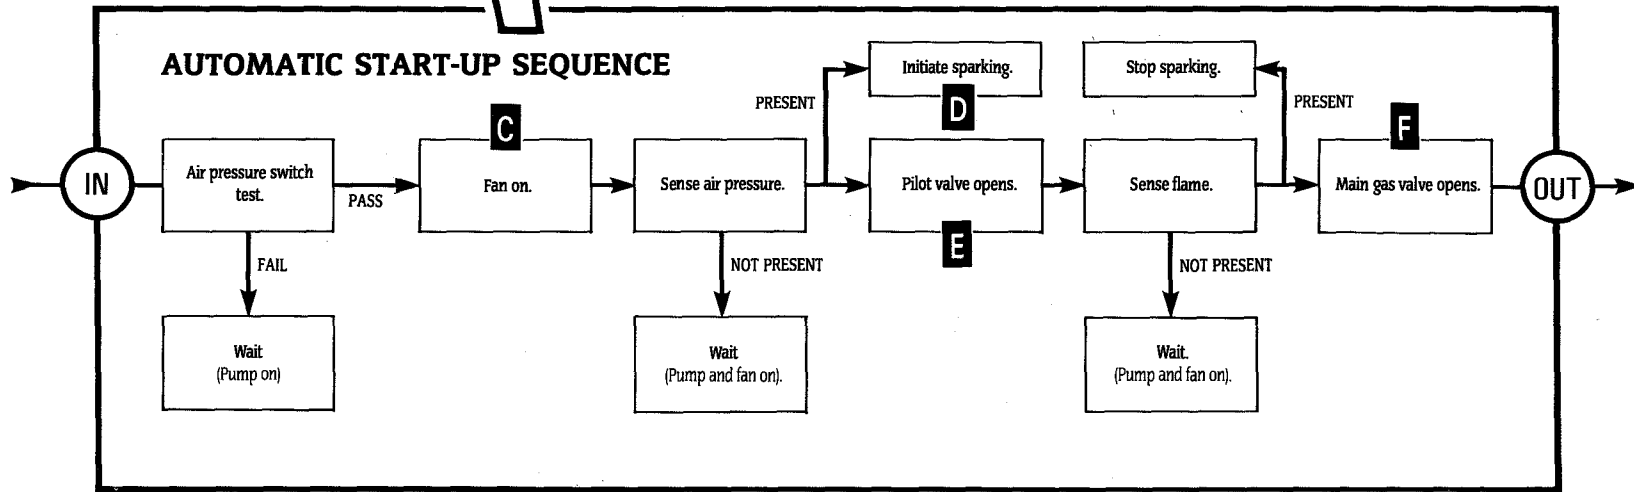 AUTOMATIC START-UP SEQUENCE
Initiate sparking.
Stop sparking.
PRESENT
PRESENT
C
D
F
IN
Air pressure switch
test.
PASS
Fan on.
Sense air pressure.
Pilot valve opens.
Sense flame.
Main gas valve opens.
OUT
E
FAIL
NOT PRESENT
NOT PRESENT
Wait
(Pump on)
Wait
(Pump and fan on).
Wait.
(Pump and fan on).